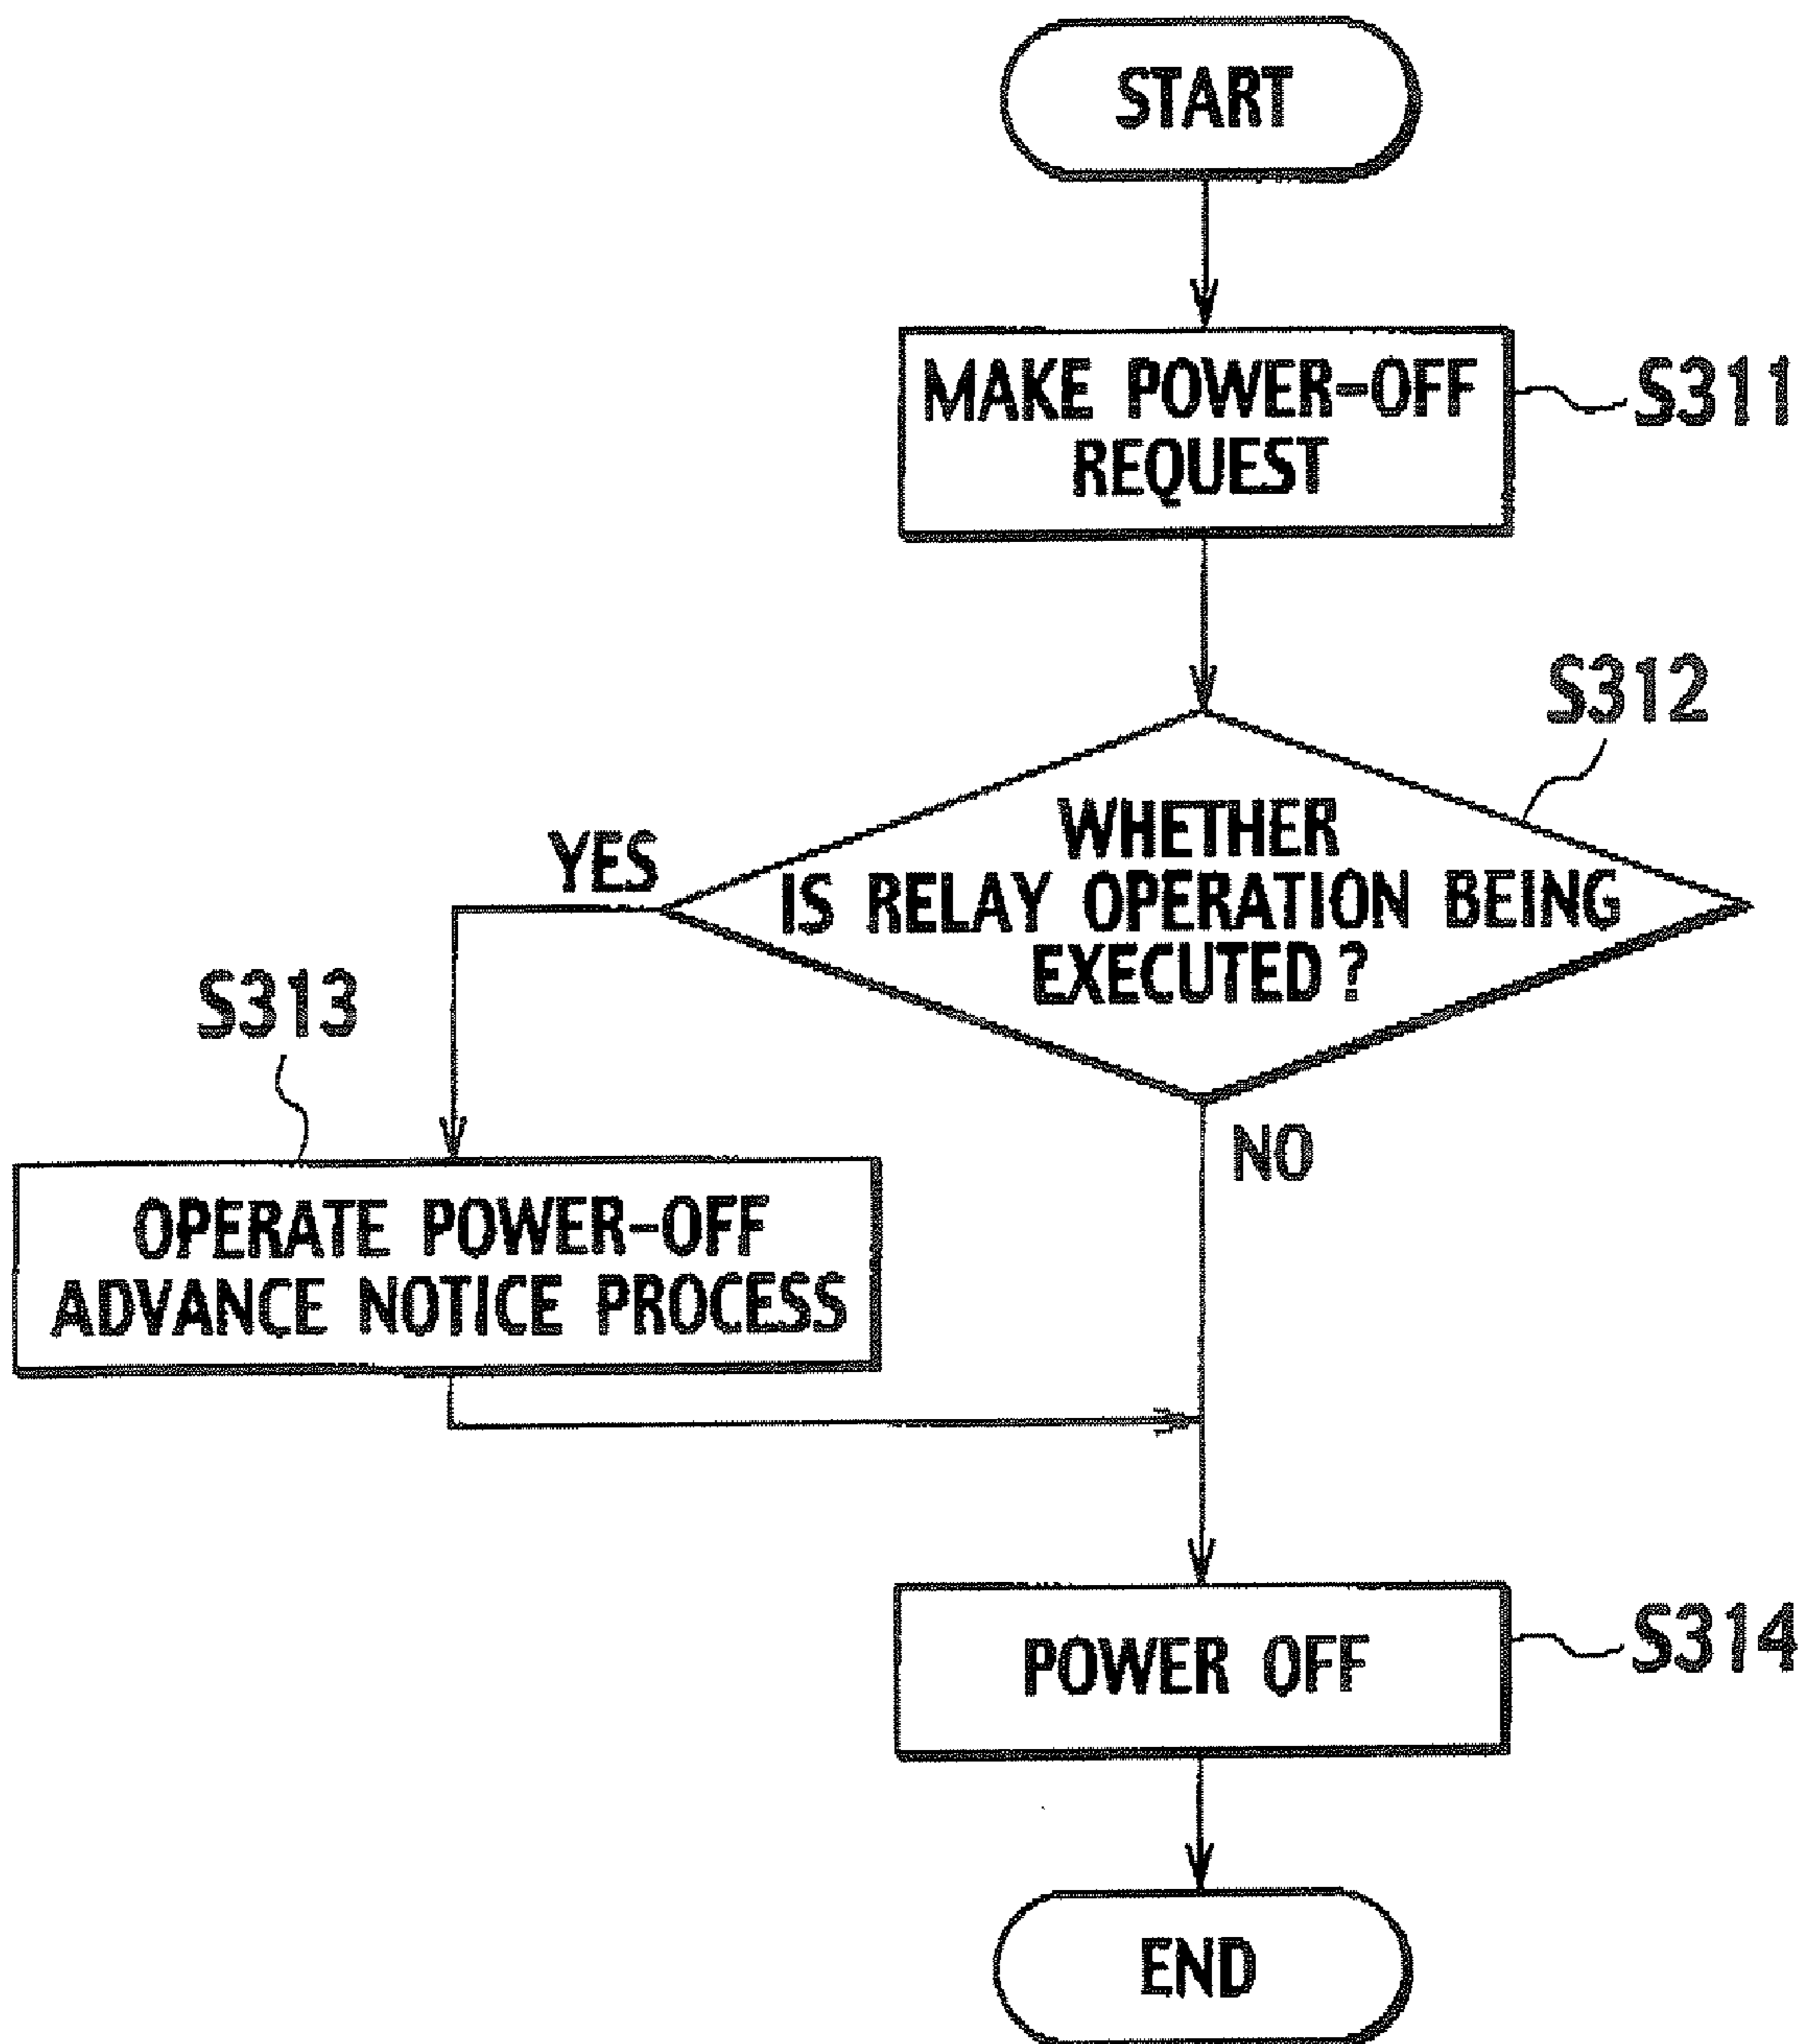 START
MAKE POWER-OFF
REQUEST
S311
S312
WHETHER
IS RELAY OPERATION BEING
EXECUTED?
YES
NO
S313
OPERATE POWER-OFF
ADVANCE NOTICE PROCESS
POWER OFF
S314
END